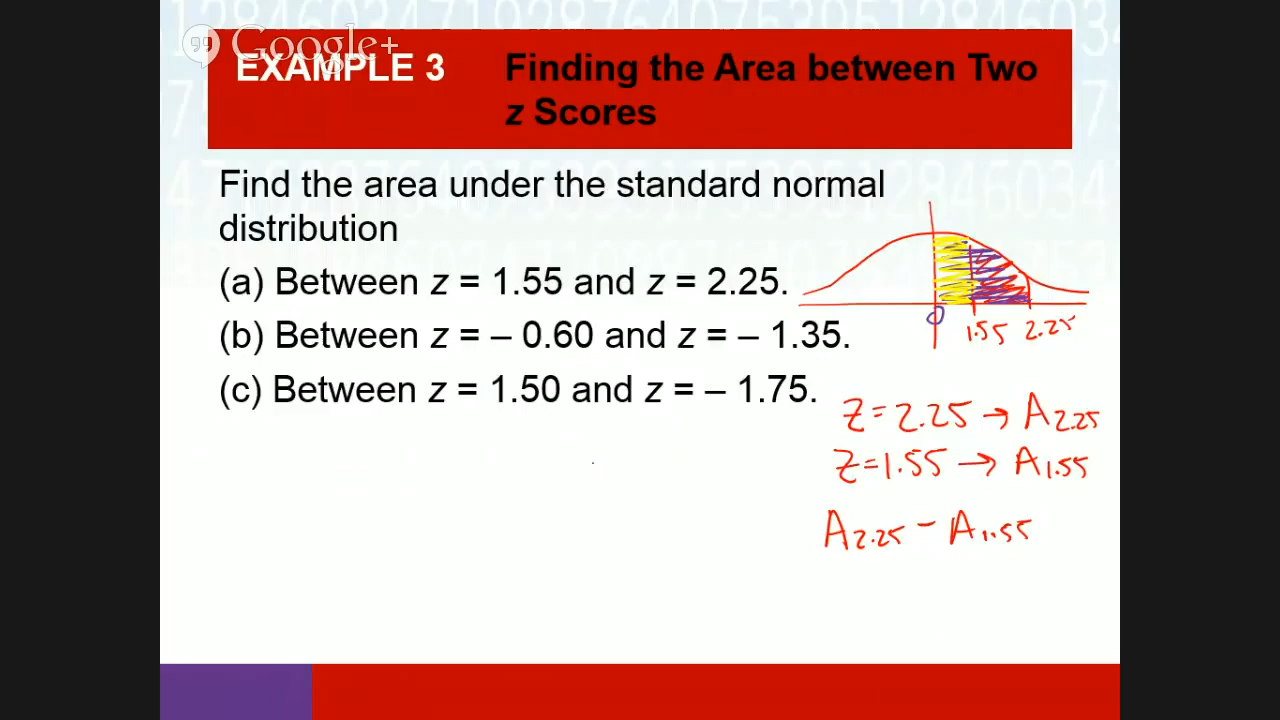 Google+
EXAMPLE 3 Finding the Area between Two
z Scores
Find the area under the standard normal
distribution
(a) Between z = 1.55 and z = 2.25.
(b) Between z = – 0.60 and z = – 1.35.
(c) Between z = 1.50 and z = – 1.75.
0 1.55 2.25
z = 2.25 → A2.25
z = 1.55 → A1.55
A2.25 – A1.55